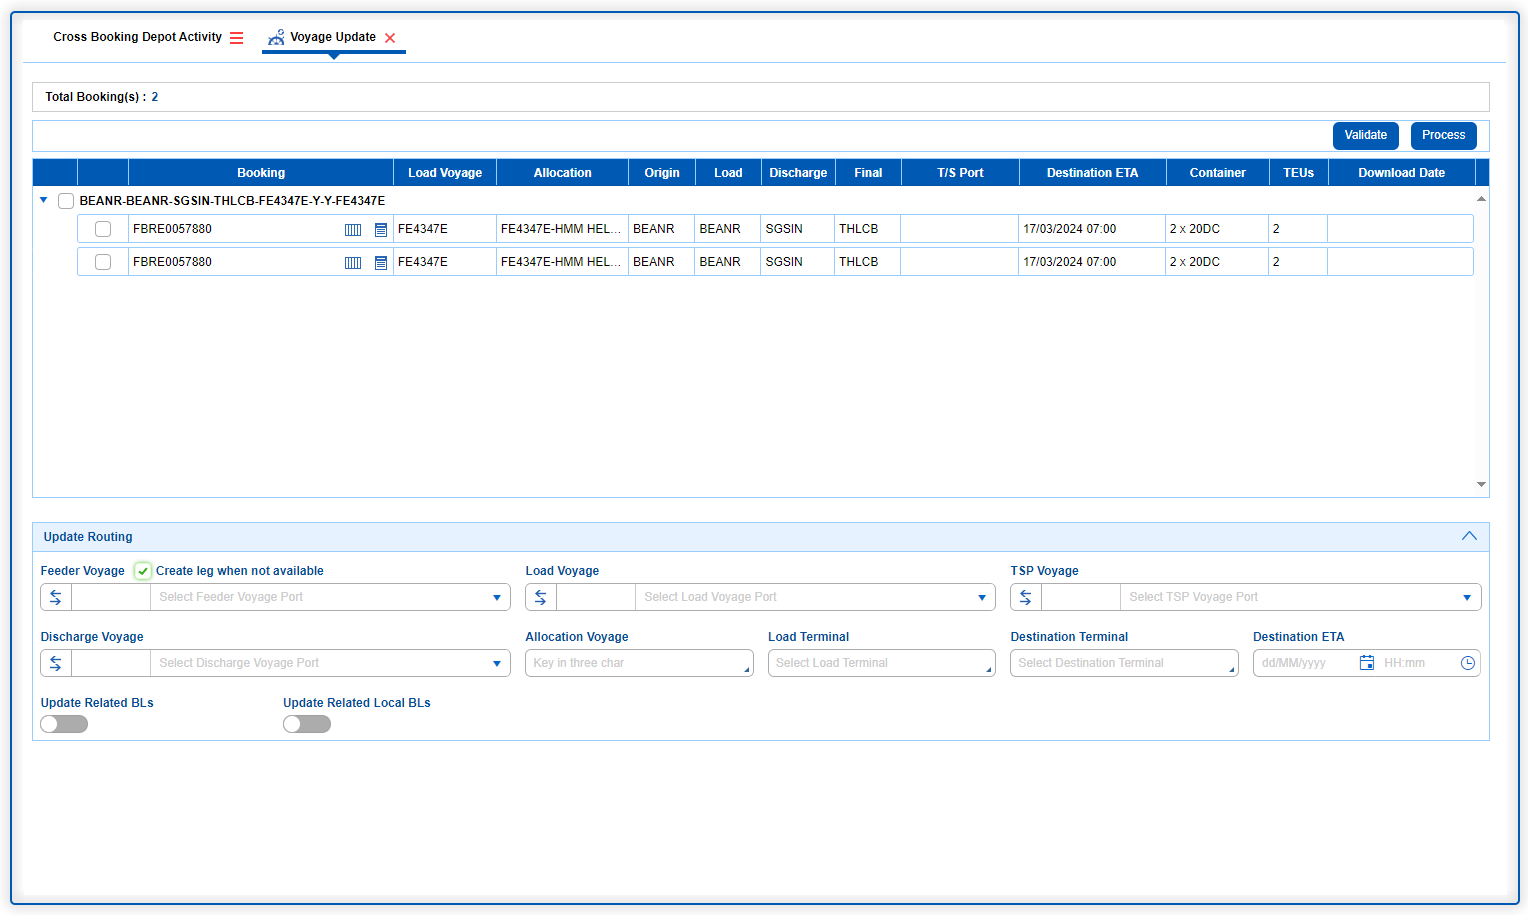 Cross Booking Depot Activity Voyage Update
Total Booking(s) : 2
Validate Process
Booking Load Voyage Allocation Origin Load Discharge Final T/S Port Destination ETA Container TEUs Download Date
BEANR-BEANR-SGSIN-THLCB-FE4347E-Y-Y-FE4347E
FBRE0057880 FE4347E FE4347E-HMM HEL... BEANR BEANR SGSIN THLCB 17/03/2024 07:00 2 x 20DC 2
FBRE0057880 FE4347E FE4347E-HMM HEL... BEANR BEANR SGSIN THLCB 17/03/2024 07:00 2 x 20DC 2
Update Routing
Feeder Voyage Create leg when not available Load Voyage TSP Voyage
Select Feeder Voyage Port Select Load Voyage Port Select TSP Voyage Port
Discharge Voyage Allocation Voyage Load Terminal Destination Terminal Destination ETA
Select Discharge Voyage Port Key in three char Select Load Terminal Select Destination Terminal dd/MM/yyyy HH:mm
Update Related BLs Update Related Local BLs